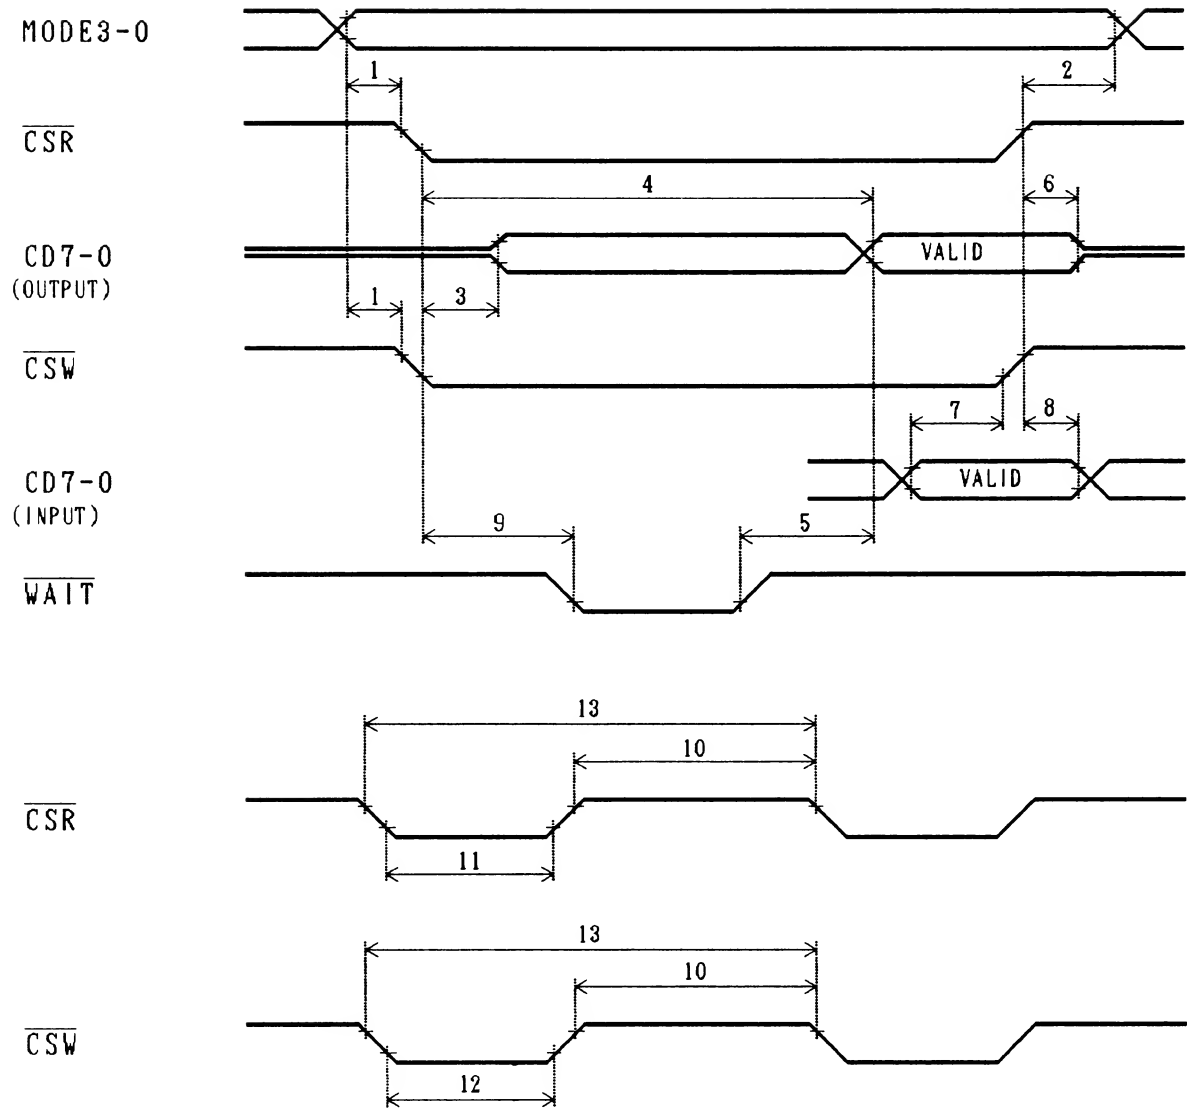 MODE3-0
1
2
CSR
4
6
CD7-0
VALID
(OUTPUT)
1
3
CSW
7
8
CD7-0
VALID
(INPUT)
9
5
WAIT
13
10
CSR
11
13
10
CSW
12